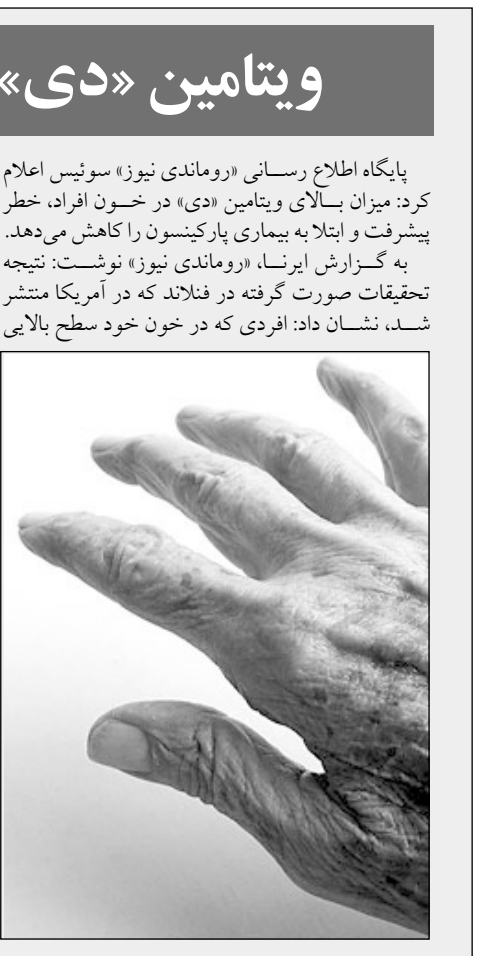 ویتامین «دی»
پایگاه اطلاع رسـانی «روماندی نیوز» سوئیس اعلام
کرد: میزان بـالای ویتامین «دی» در خـون افراد، خطر
پیشرفت و ابتلا به بیماری پارکینسون را کاهش می‌دهد.
به گـزارش ایرنـا، «روماندی نیوز» نوشـت: نتیجه
تحقیقات صورت گرفته در فنلاند که در آمریکا منتشر
شـد، نشـان داد: افردی که در خون خود سطح بالایی